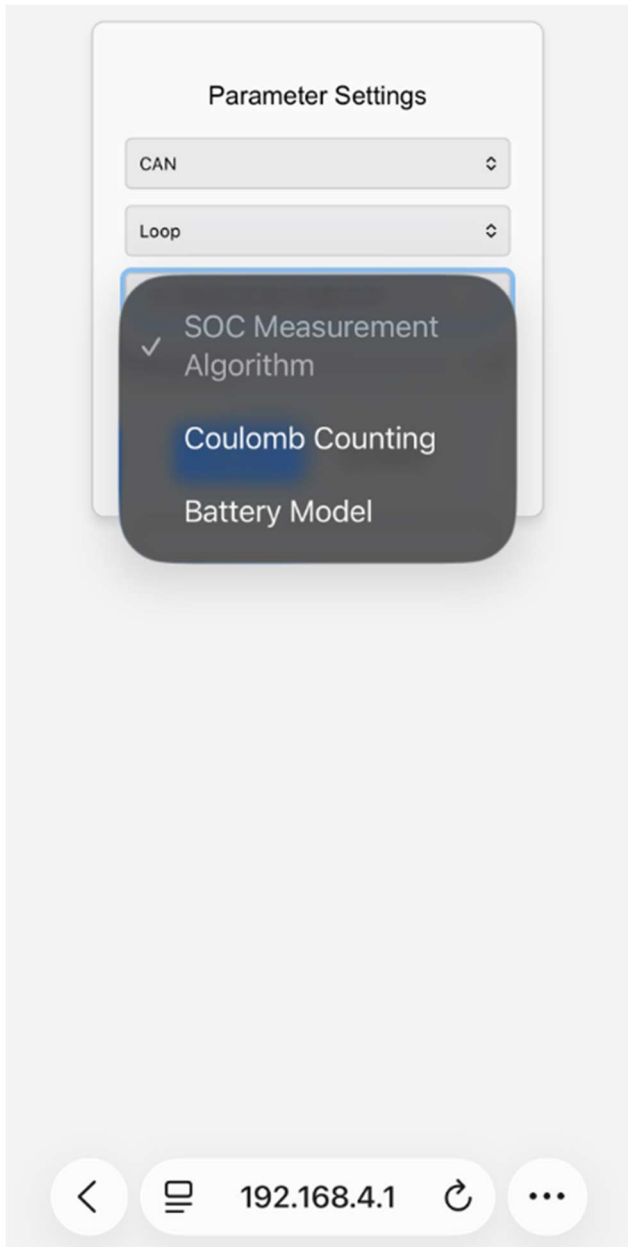 Parameter Settings
CAN
Loop
SOC Measurement
Algorithm
Coulomb Counting
Battery Model
192.168.4.1